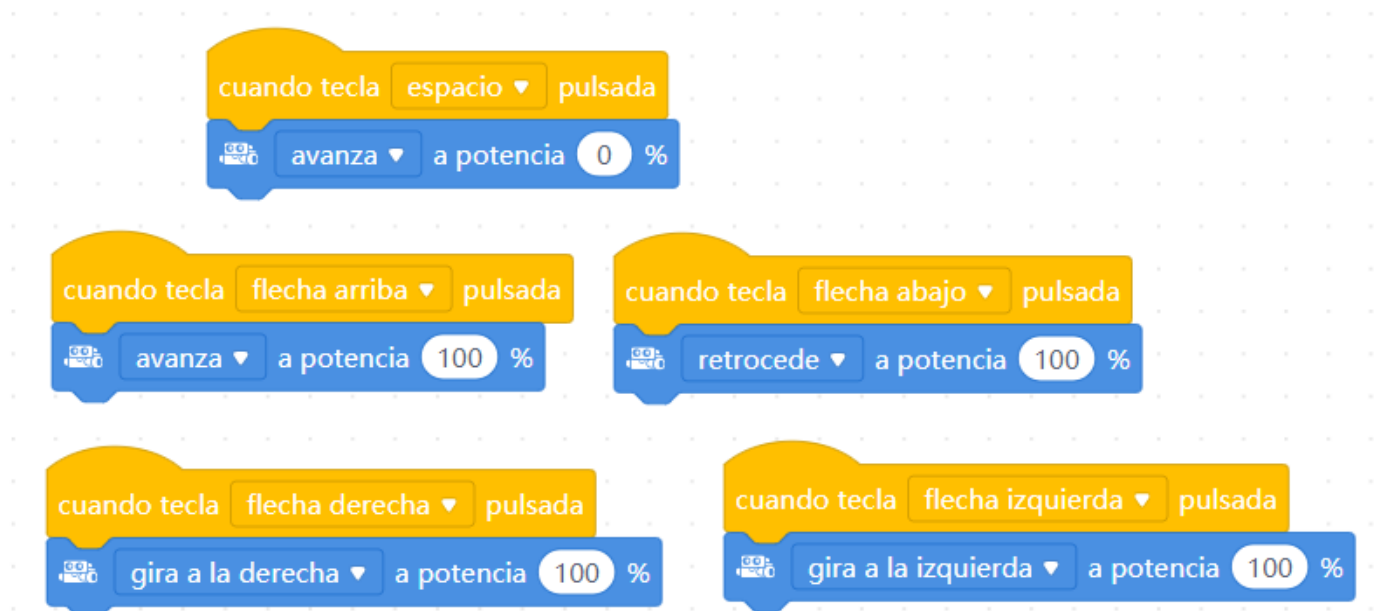 cuando tecla espacio pulsada
avanza a potencia 0 %
cuando tecla flecha arriba pulsada
avanza a potencia 100 %
cuando tecla flecha abajo pulsada
retrocede a potencia 100 %
cuando tecla flecha derecha pulsada
gira a la derecha a potencia 100 %
cuando tecla flecha izquierda pulsada
gira a la izquierda a potencia 100 %